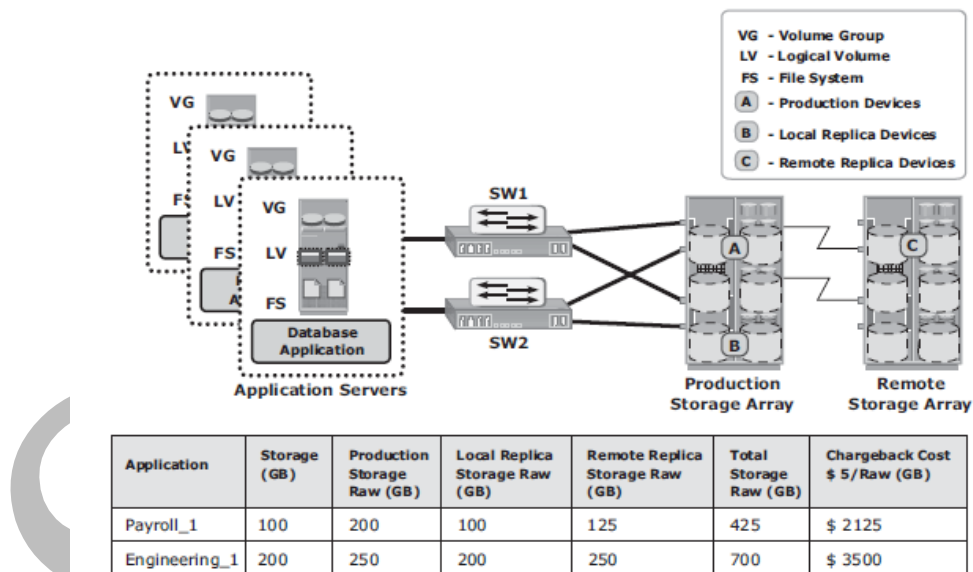 VG - Volume Group
LV - Logical Volume
FS - File System
A - Production Devices
B - Local Replica Devices
C - Remote Replica Devices
VG
VG
LV
FS
VG
LV
FS
SW1
SW2
A
B
C
Database
Application
Application Servers
Production
Storage Array
Remote
Storage Array
Application
Storage
(GB)
Production
Storage
Raw (GB)
Local Replica
Storage Raw
(GB)
Remote Replica
Storage Raw
(GB)
Total
Storage
Raw (GB)
Chargeback Cost
$ 5/Raw (GB)
Payroll_1 100 200 100 125 425 $ 2125
Engineering_1 200 250 200 250 700 $ 3500